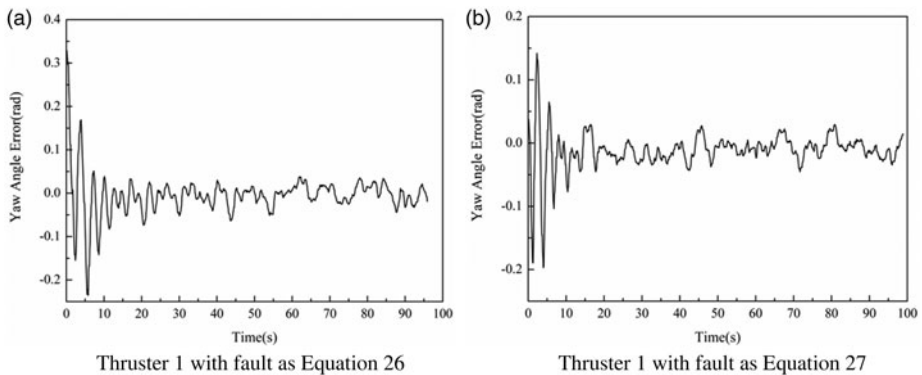 (a)
0.4
0.3
0.2
0.1
0.0
-0.1
-0.2
Yaw Angle Error(rad)
0 10 20 30 40 50 60 70 80 90 100
Time(s)
Thruster 1 with fault as Equation 26
(b)
0.2
0.1
0.0
-0.1
-0.2
Yaw Angle Error(rad)
0 10 20 30 40 50 60 70 80 90 100
Time(s)
Thruster 1 with fault as Equation 27